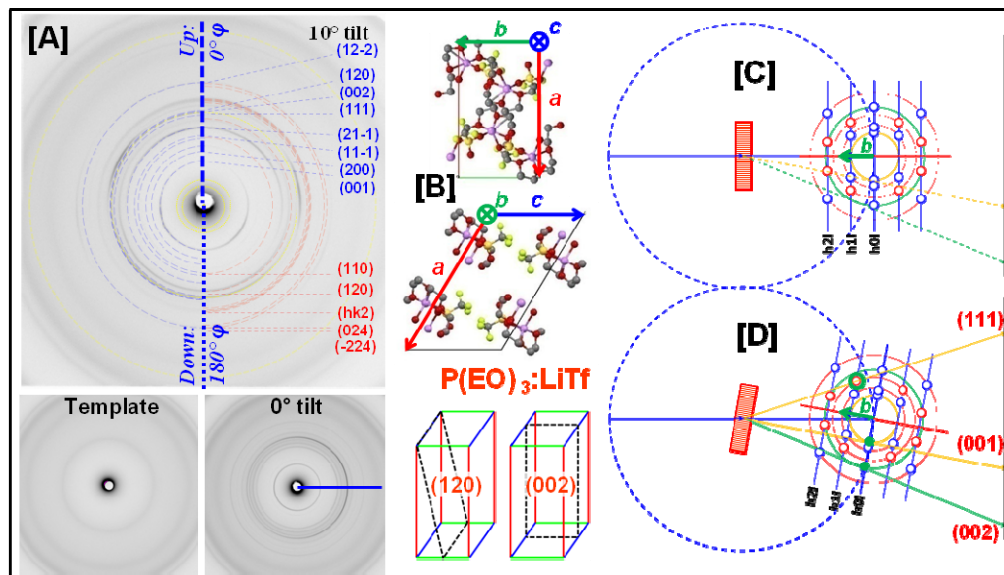 [A]
Up:
0° φ
10° tilt
(12-2)
(120)
(002)
(111)
(21-1)
(11-1)
(200)
(001)
(110)
(120)
(hk2)
(024)
(-224)
Down:
180° φ
Template
0° tilt
b
c
a
[B]
b
c
a
P(EO)3:LiTf
(120)
(002)
[C]
b
h2l
h1l
h0l
[D]
(111)
b
(001)
h2l
h1l
h0l
(002)